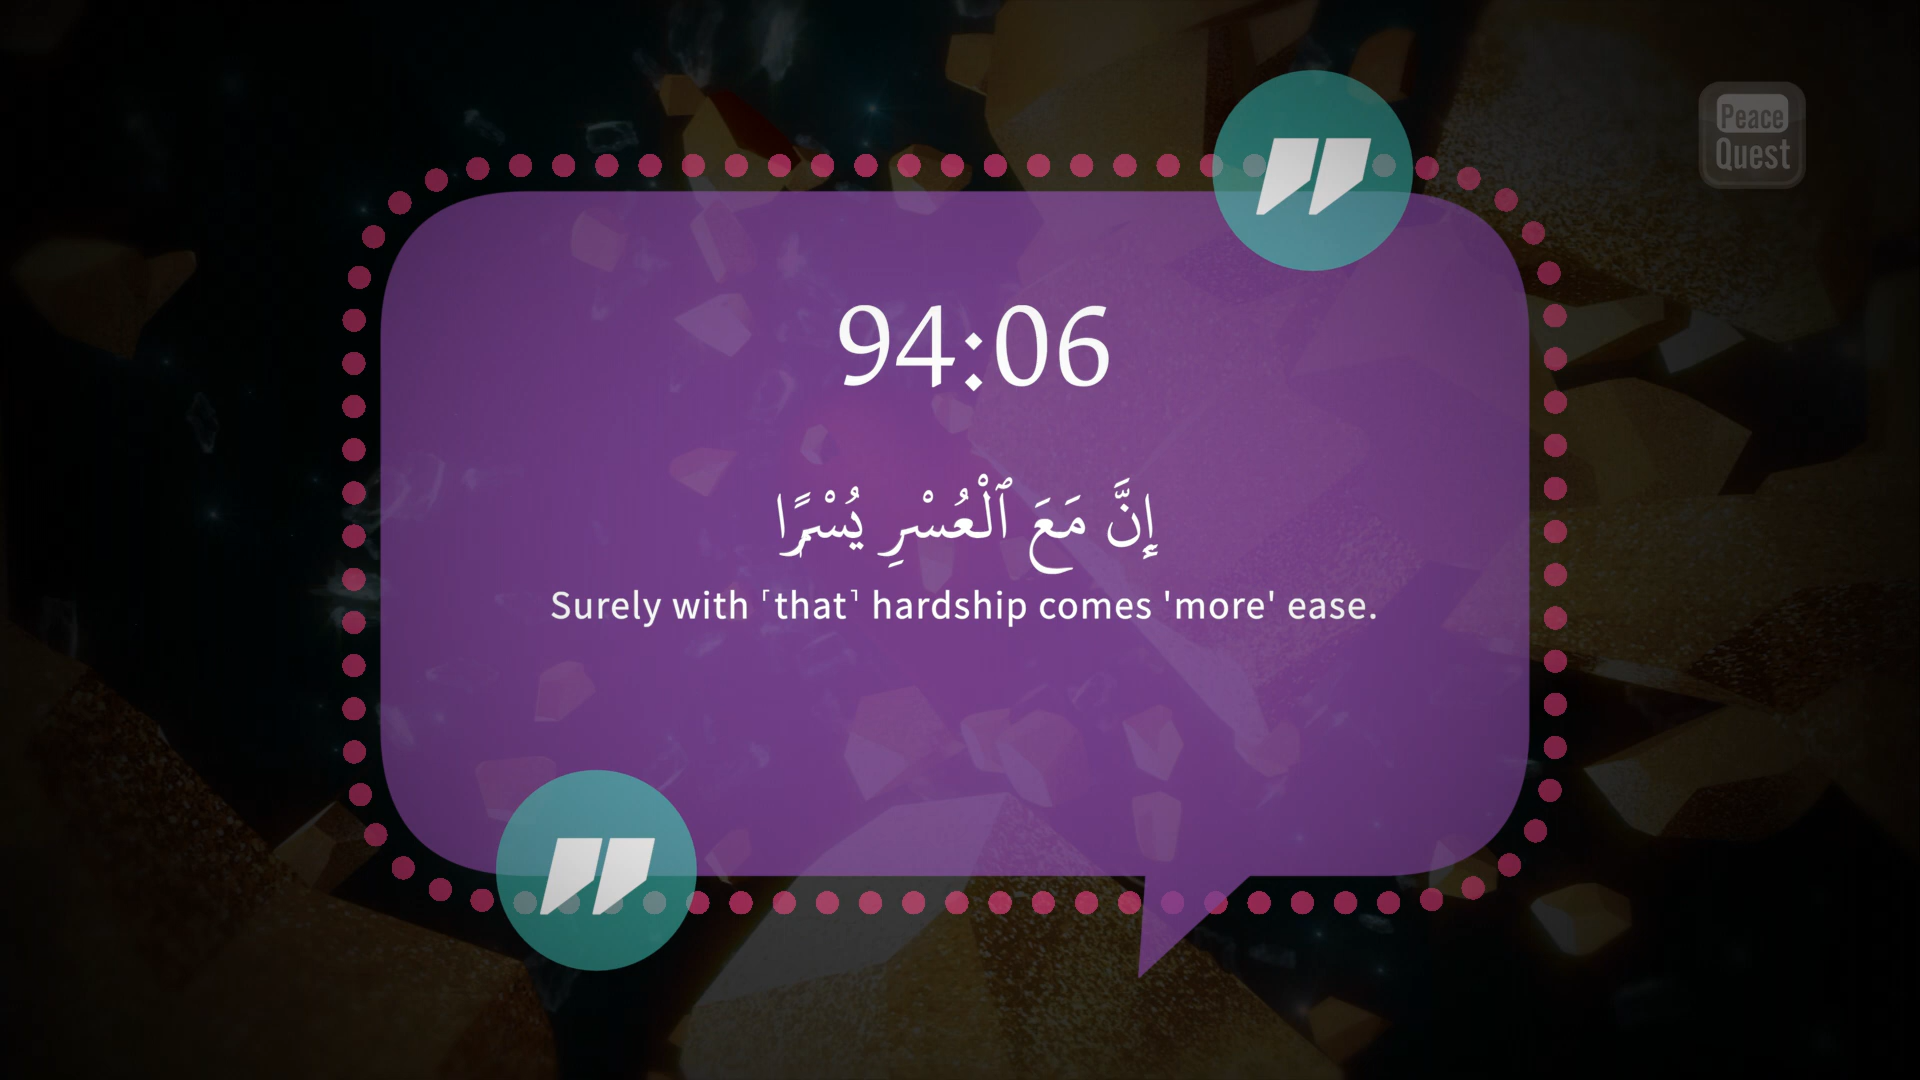 Peace
Quest
94:06
إِنَّ مَعَ ٱلْعُسْرِ يُسْرًا
Surely with ⸢that⸣ hardship comes 'more' ease.